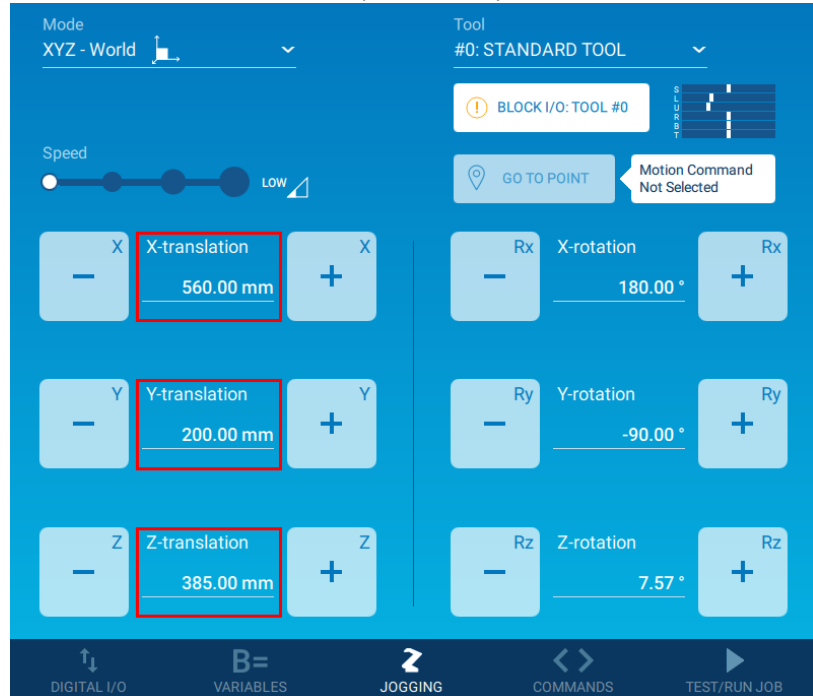 Mode
XYZ - World
Tool
#0: STANDARD TOOL
BLOCK I/O: TOOL #0
S
L
U
R
B
T
Speed
LOW
GO TO POINT
Motion Command
Not Selected
X
X-translation
560.00 mm
X
Rx
X-rotation
180.00 °
Rx
Y
Y-translation
200.00 mm
Y
Ry
Y-rotation
-90.00 °
Ry
Z
Z-translation
385.00 mm
Z
Rz
Z-rotation
7.57 °
Rz
DIGITAL I/O
B=
VARIABLES
JOGGING
COMMANDS
TEST/RUN JOB